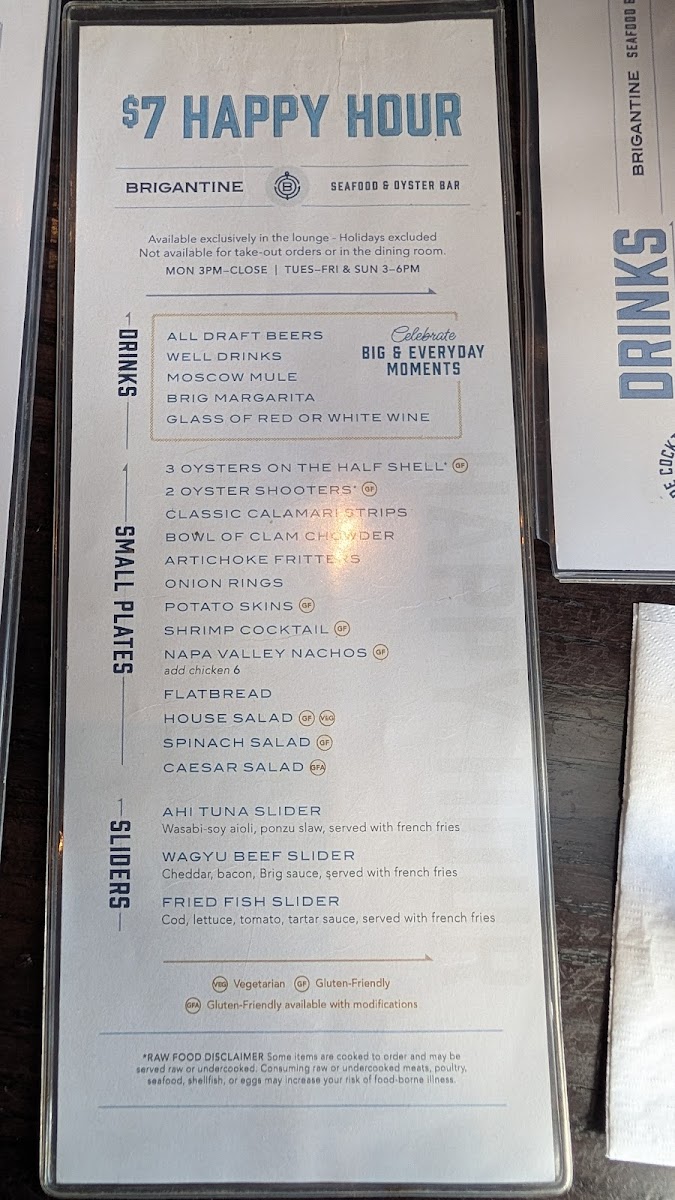 $7 HAPPY HOUR
BRIGANTINE B SEAFOOD & OYSTER BAR
Available exclusively in the lounge - Holidays excluded
Not available for take-out orders or in the dining room.
MON 3PM–CLOSE | TUES–FRI & SUN 3–6PM
DRINKS
ALL DRAFT BEERS
WELL DRINKS
MOSCOW MULE
BRIG MARGARITA
GLASS OF RED OR WHITE WINE
Celebrate
BIG & EVERYDAY
MOMENTS
SMALL PLATES
3 OYSTERS ON THE HALF SHELL* GF
2 OYSTER SHOOTERS* GF
CLASSIC CALAMARI STRIPS
BOWL OF CLAM CHOWDER
ARTICHOKE FRITTERS
ONION RINGS
POTATO SKINS GF
SHRIMP COCKTAIL GF
NAPA VALLEY NACHOS GF
add chicken 6
FLATBREAD
HOUSE SALAD GF VEG
SPINACH SALAD GF
CAESAR SALAD GFA
SLIDERS
AHI TUNA SLIDER
Wasabi-soy aioli, ponzu slaw, served with french fries
WAGYU BEEF SLIDER
Cheddar, bacon, Brig sauce, served with french fries
FRIED FISH SLIDER
Cod, lettuce, tomato, tartar sauce, served with french fries
VEG Vegetarian GF Gluten-Friendly
GFA Gluten-Friendly available with modifications
*RAW FOOD DISCLAIMER Some items are cooked to order and may be
served raw or undercooked. Consuming raw or undercooked meats, poultry,
seafood, shellfish, or eggs may increase your risk of food-borne illness.
BRIGANTINE SEAFOOD
DRINKS